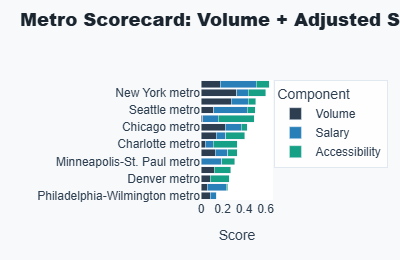 Metro Scorecard: Volume + Adjusted S
New York metro
Seattle metro
Chicago metro
Charlotte metro
Minneapolis-St. Paul metro
Denver metro
Philadelphia-Wilmington metro
0 0.2 0.4 0.6
Score
Component
Volume
Salary
Accessibility